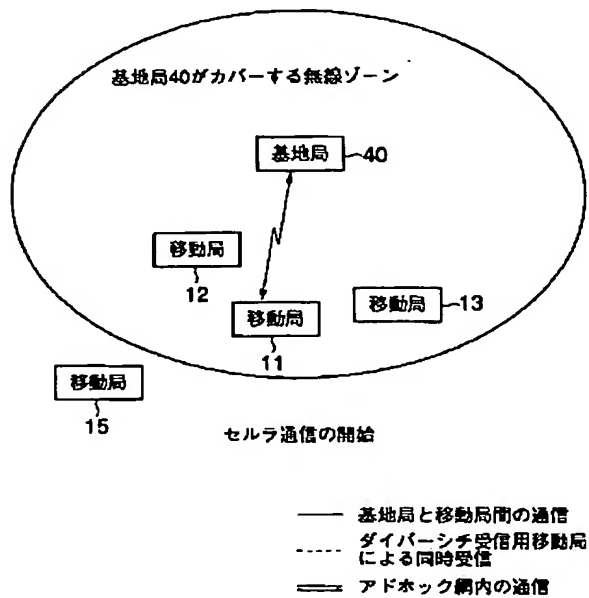 基地局40がカバーする無線ゾーン
基地局
40
移動局
12
移動局
13
移動局
11
移動局
15
セルラ通信の開始
基地局と移動局間の通信
ダイバーシチ受信用移動局
による同時受信
アドホック網内の通信